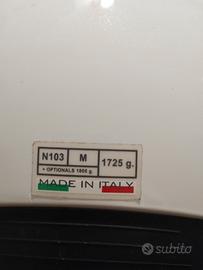 N103 M 1725 g.
+ OPTIONALS 1800 g.
MADE IN ITALY
subito